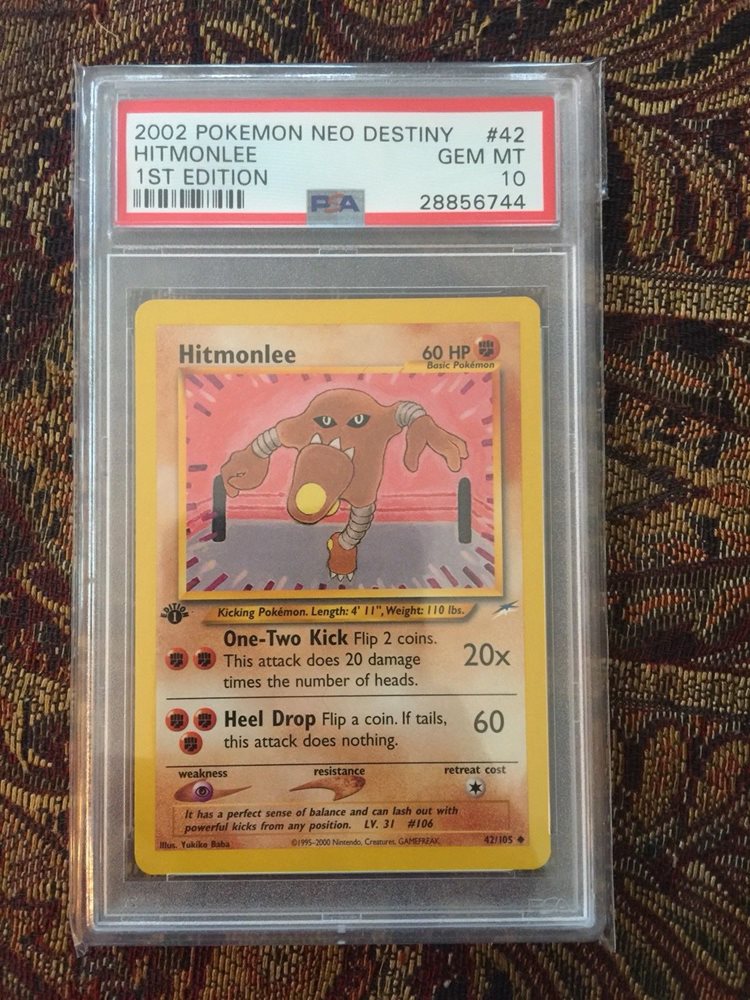 2002 POKEMON NEO DESTINY #42
HITMONLEE GEM MT
1ST EDITION 10
PSA 28856744
Hitmonlee 60 HP
Basic Pokémon
EDITION 1
Kicking Pokémon. Length: 4' 11", Weight: 110 lbs.
One-Two Kick Flip 2 coins.
This attack does 20 damage 20x
times the number of heads.
Heel Drop Flip a coin. If tails, 60
this attack does nothing.
weakness resistance retreat cost
It has a perfect sense of balance and can lash out with
powerful kicks from any position. LV. 31 #106
Illus. Yukiko Baba ©1995-2000 Nintendo, Creatures, GAMEFREAK. 42/105